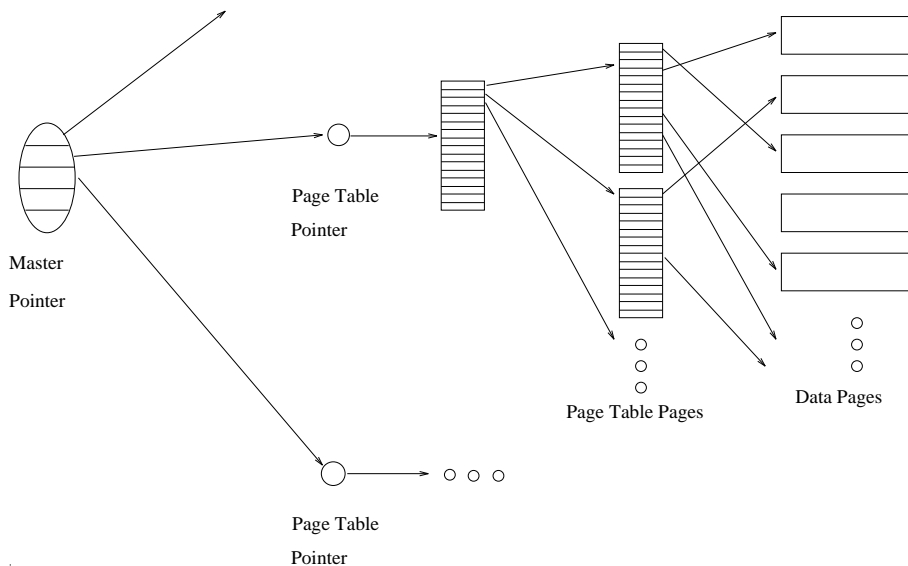 Page Table
Pointer
Master
Pointer
Page Table Pages
Data Pages
Page Table
Pointer